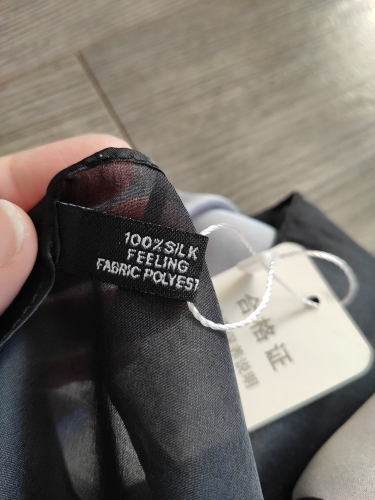 100% SILK
FEELING
FABRIC POLYEST
合格证